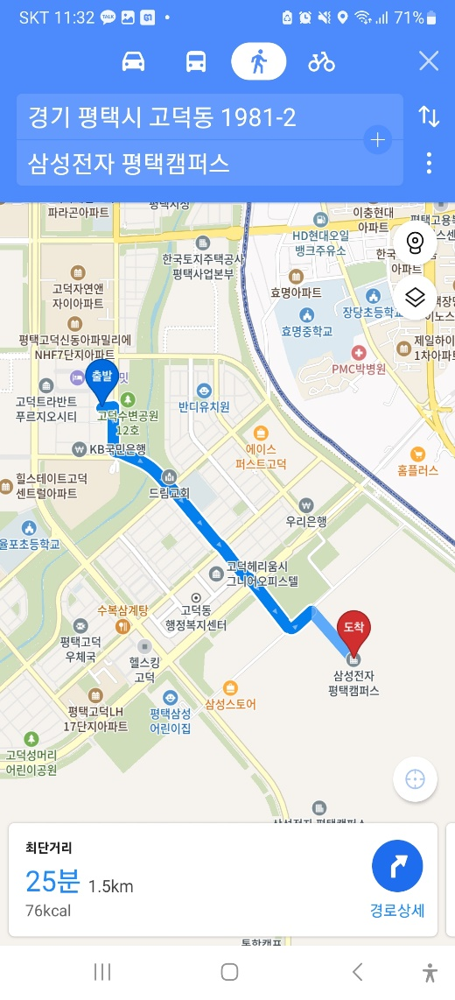 SKT 11:32 TALK
71%
경기 평택시 고덕동 1981-2
삼성전자 평택캠퍼스
파라곤아파트
이충현대
아파트
HD현대오일
뱅크주유소
한국토지주택공사
평택사업본부
고덕자연앤
자이아파트
효명아파트
장당초등학교
효명중학교
평택고덕신동아파밀리에
NHF7단지아파트
제일하이
1차아파
PMC박병원
출발
고덕트라반트
푸르지오시티
고덕수변공원
12호
반디유치원
KB국민은행
에이스
퍼스트고덕
홈플러스
힐스테이트고덕
센트럴아파트
드림교회
우리은행
율포초등학교
고덕헤리움시
그니어오피스텔
수복삼계탕
고덕동
행정복지센터
도착
평택고덕
우체국
헬스킹
고덕
삼성전자
평택캠퍼스
삼성스토어
평택고덕LH
17단지아파트
평택삼성
어린이집
고덕성머리
어린이공원
삼성전자 평택캠퍼스
최단거리
25분 1.5km
76kcal
경로상세
통합캠프